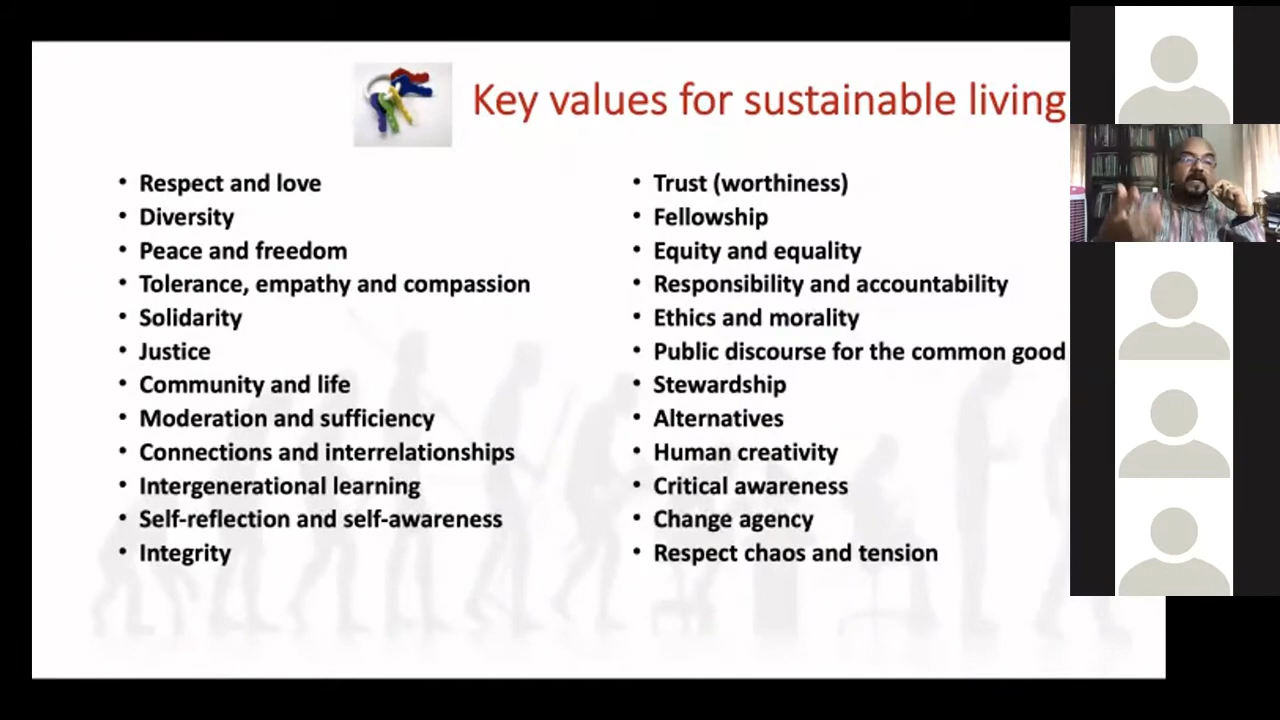 Key values for sustainable living
• Respect and love
• Diversity
• Peace and freedom
• Tolerance, empathy and compassion
• Solidarity
• Justice
• Community and life
• Moderation and sufficiency
• Connections and interrelationships
• Intergenerational learning
• Self-reflection and self-awareness
• Integrity
• Trust (worthiness)
• Fellowship
• Equity and equality
• Responsibility and accountability
• Ethics and morality
• Public discourse for the common good
• Stewardship
• Alternatives
• Human creativity
• Critical awareness
• Change agency
• Respect chaos and tension